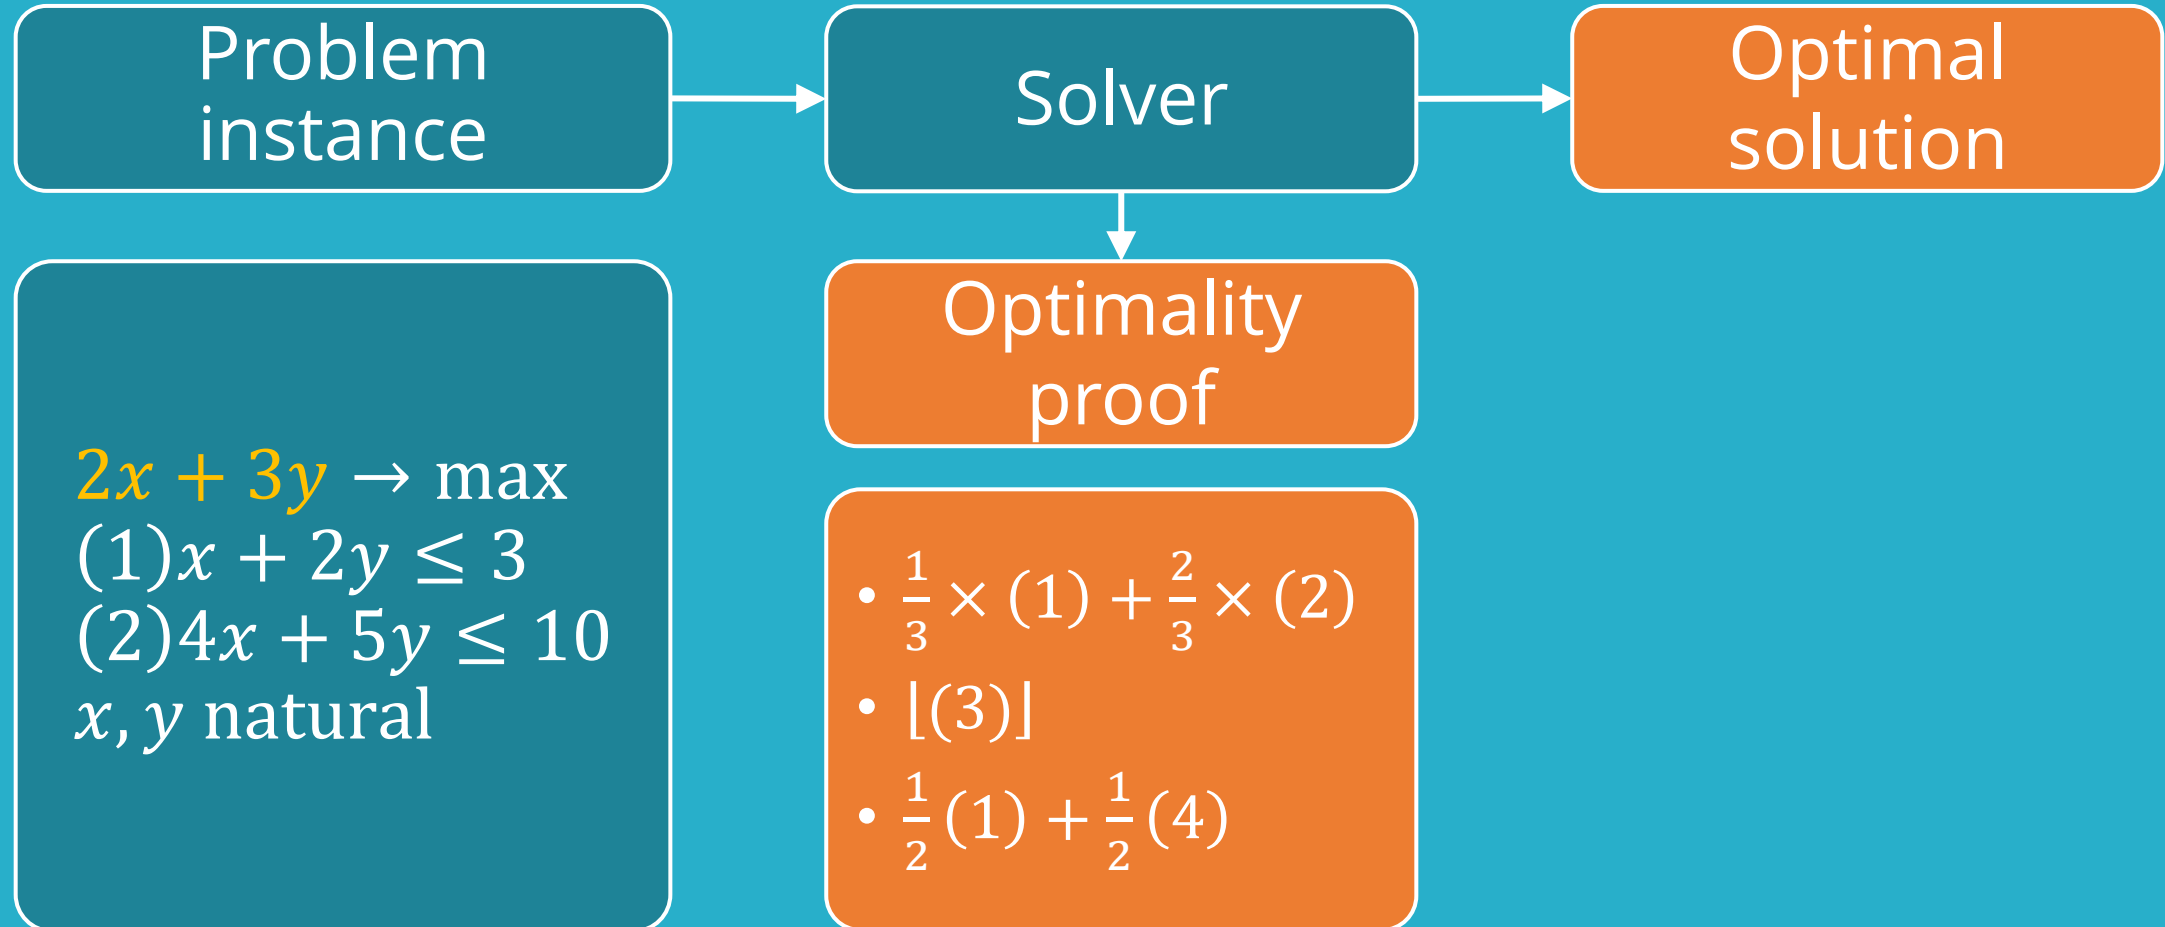 Problem
instance
Solver
Optimal
solution
Optimality
proof
2x + 3y → max
(1)x + 2y ≤ 3
(2)4x + 5y ≤ 10
x, y natural
• 1/3 × (1) + 2/3 × (2)
• ⌊(3)⌋
• 1/2 (1) + 1/2 (4)